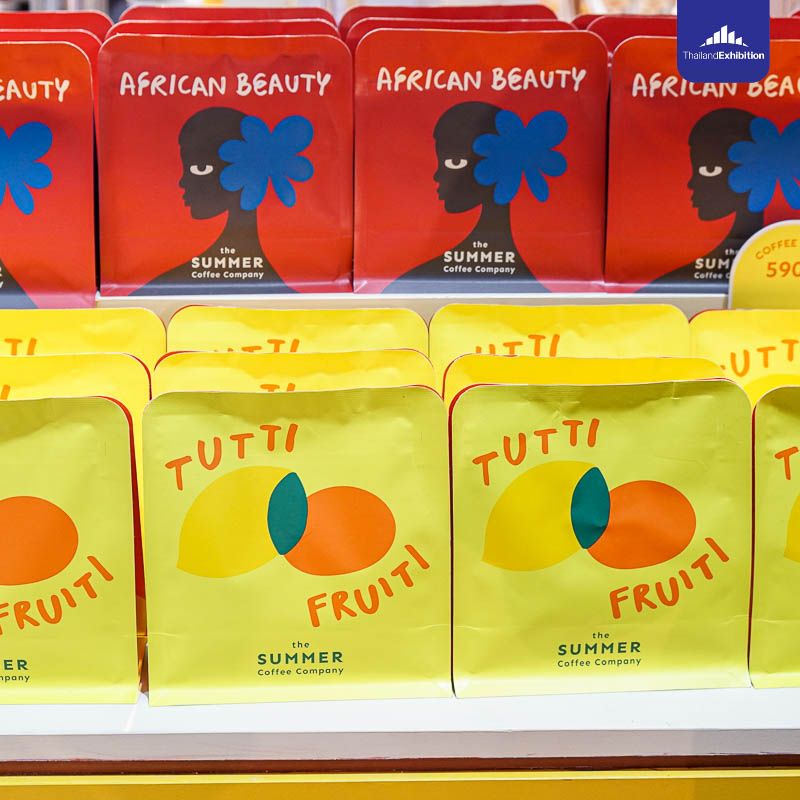 ThailandExhibition
AFRICAN BEAUTY
AFRICAN BEAUTY
the
SUMMER
Coffee Company
the
SUMMER
Coffee Company
COFFEE
590
TUTTI
FRUITI
the
SUMMER
Coffee Company
TUTTI
FRUITI
the
SUMMER
Coffee Company
FRUITI